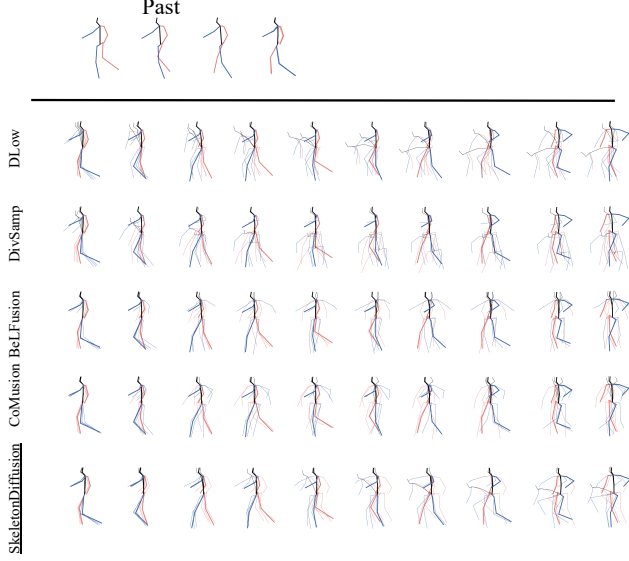 Past
DLow
DivSamp
BeLFusion
CoMusion
SkeletonDiffusion